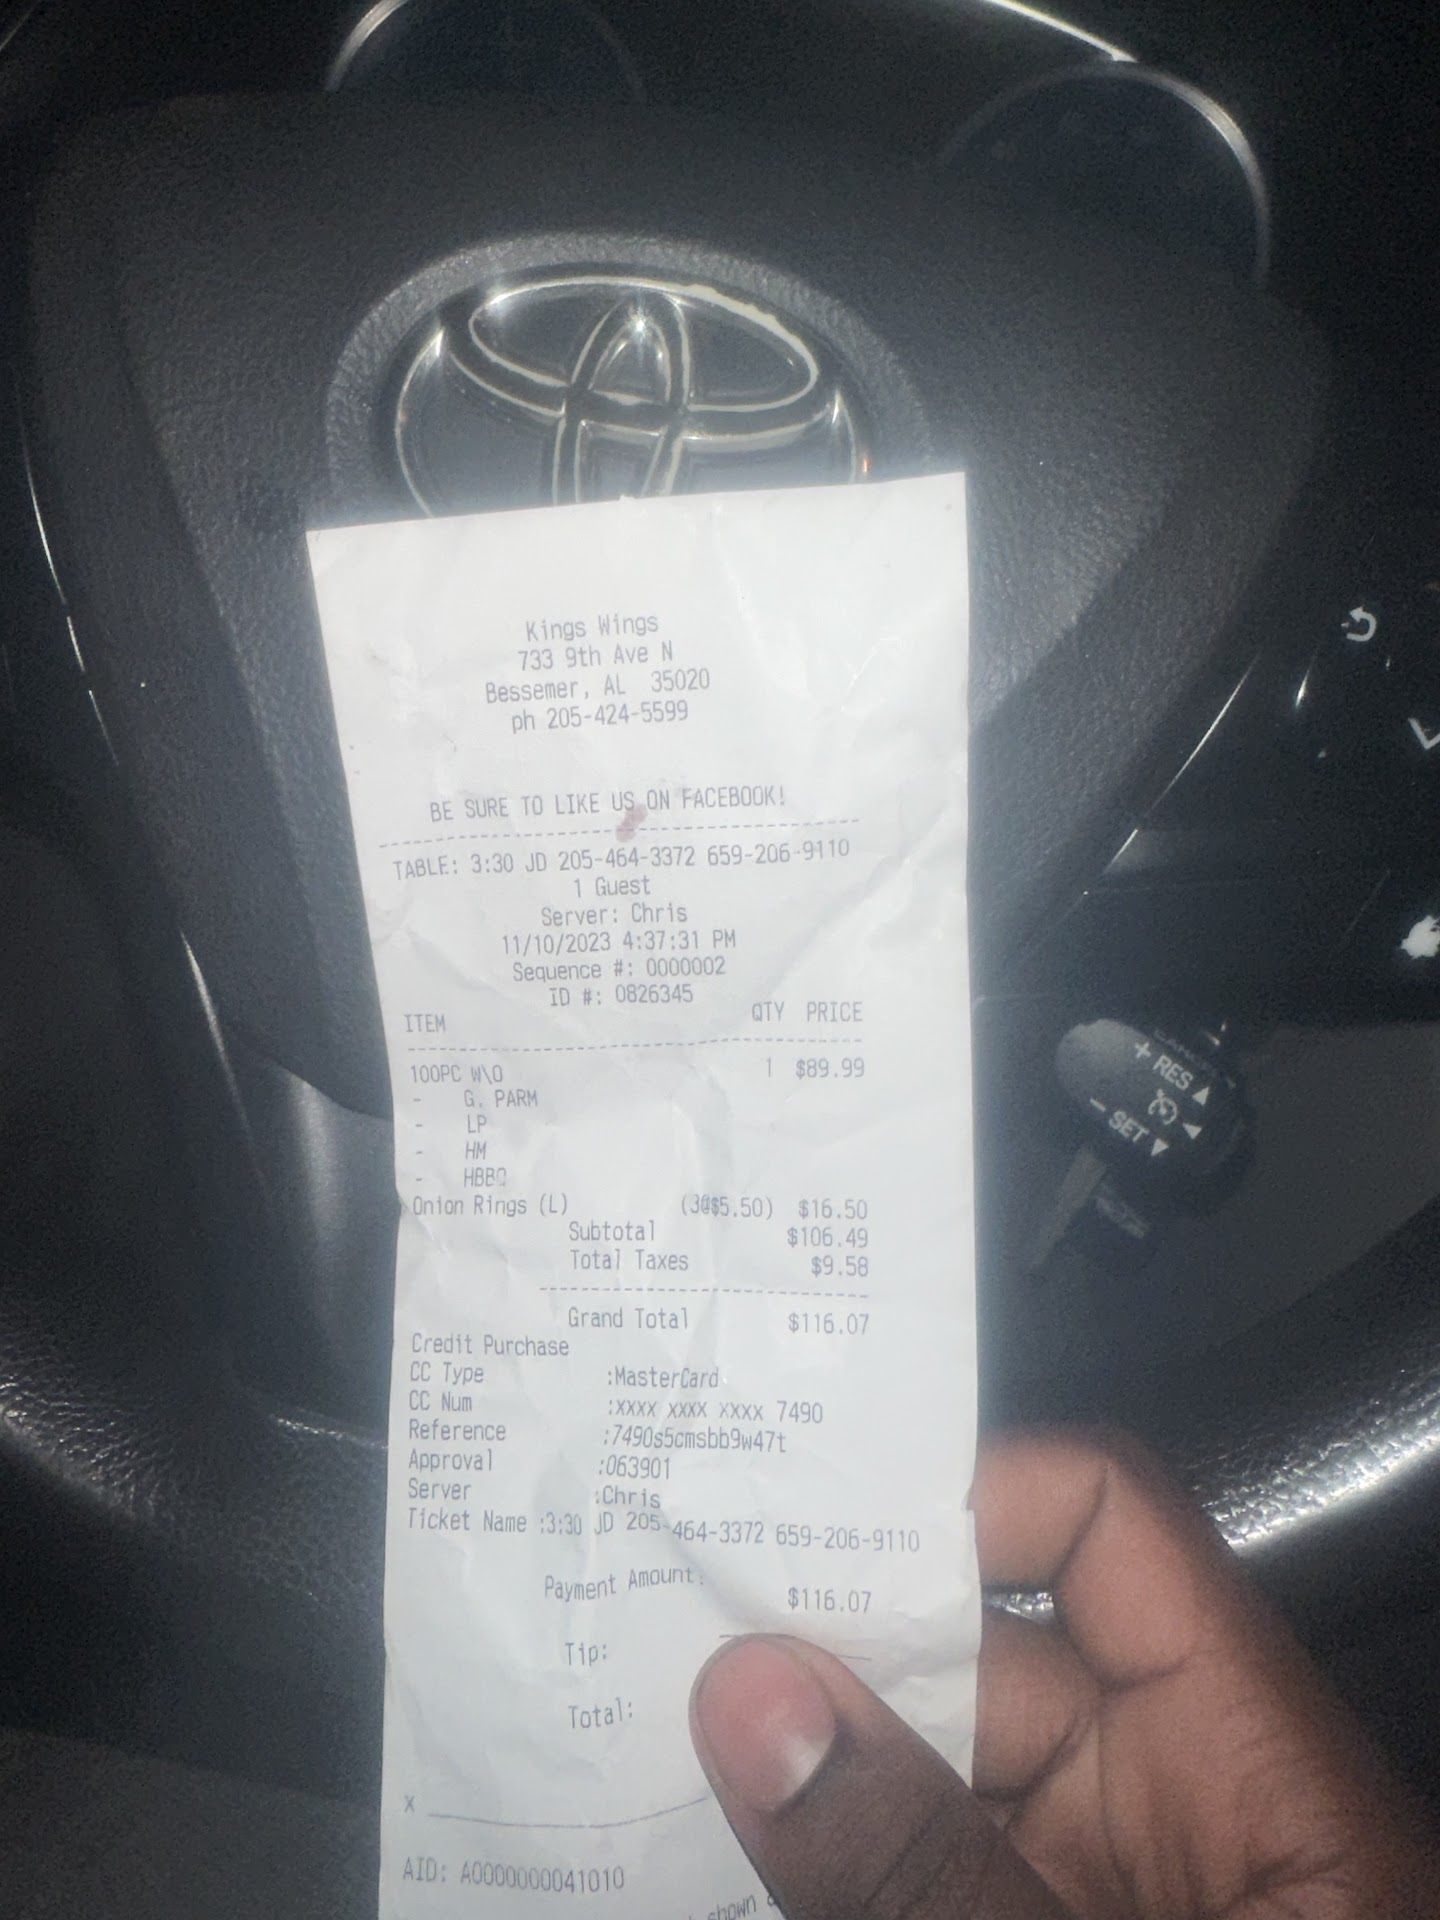 Kings Wings
733 9th Ave N
Bessemer, AL 35020
ph 205-424-5599
BE SURE TO LIKE US ON FACEBOOK!
TABLE: 3:30 JD 205-464-3372 659-206-9110
1 Guest
Server: Chris
11/10/2023 4:37:31 PM
Sequence #: 0000002
ID #: 0826345
ITEM QTY PRICE
100PC W\O 1 $89.99
- G. PARM
- LP
- HM
- HBBQ
Onion Rings (L) (3@$5.50) $16.50
Subtotal $106.49
Total Taxes $9.58
Grand Total $116.07
Credit Purchase
CC Type :MasterCard
CC Num :xxxx xxxx xxxx 7490
Reference :7490s5cmsbb9w47t
Approval :063901
Server :Chris
Ticket Name :3:30 JD 205-464-3372 659-206-9110
Payment Amount: $116.07
Tip:
Total:
x
AID: A0000000041010
shown
+ RES
- SET